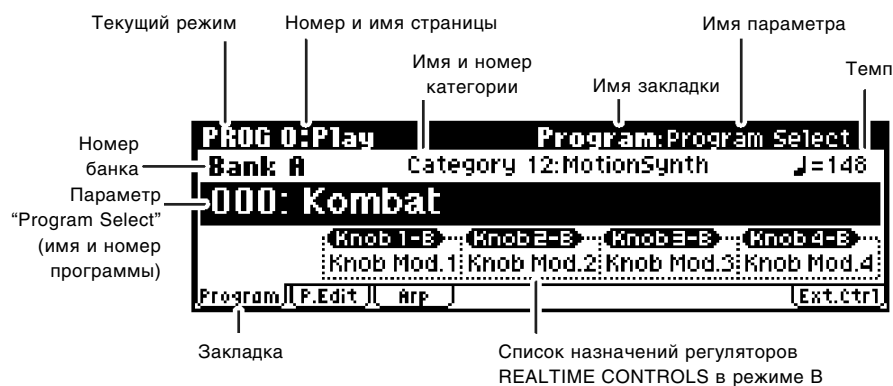 Текущий режим
Номер и имя страницы
Имя параметра
Имя и номер
категории
Имя закладки
Темп
Номер
банка
Параметр
“Program Select”
(имя и номер
программы)
PROG 0:Play
Program:Program Select
Bank A
Category 12:MotionSynth
♩=148
000: Kombat
Knob 1-B
Knob 2-B
Knob 3-B
Knob 4-B
Knob Mod.1
Knob Mod.2
Knob Mod.3
Knob Mod.4
Program
P.Edit
Arp
Ext.Ctrl
Закладка
Список назначений регуляторов
REALTIME CONTROLS в режиме B